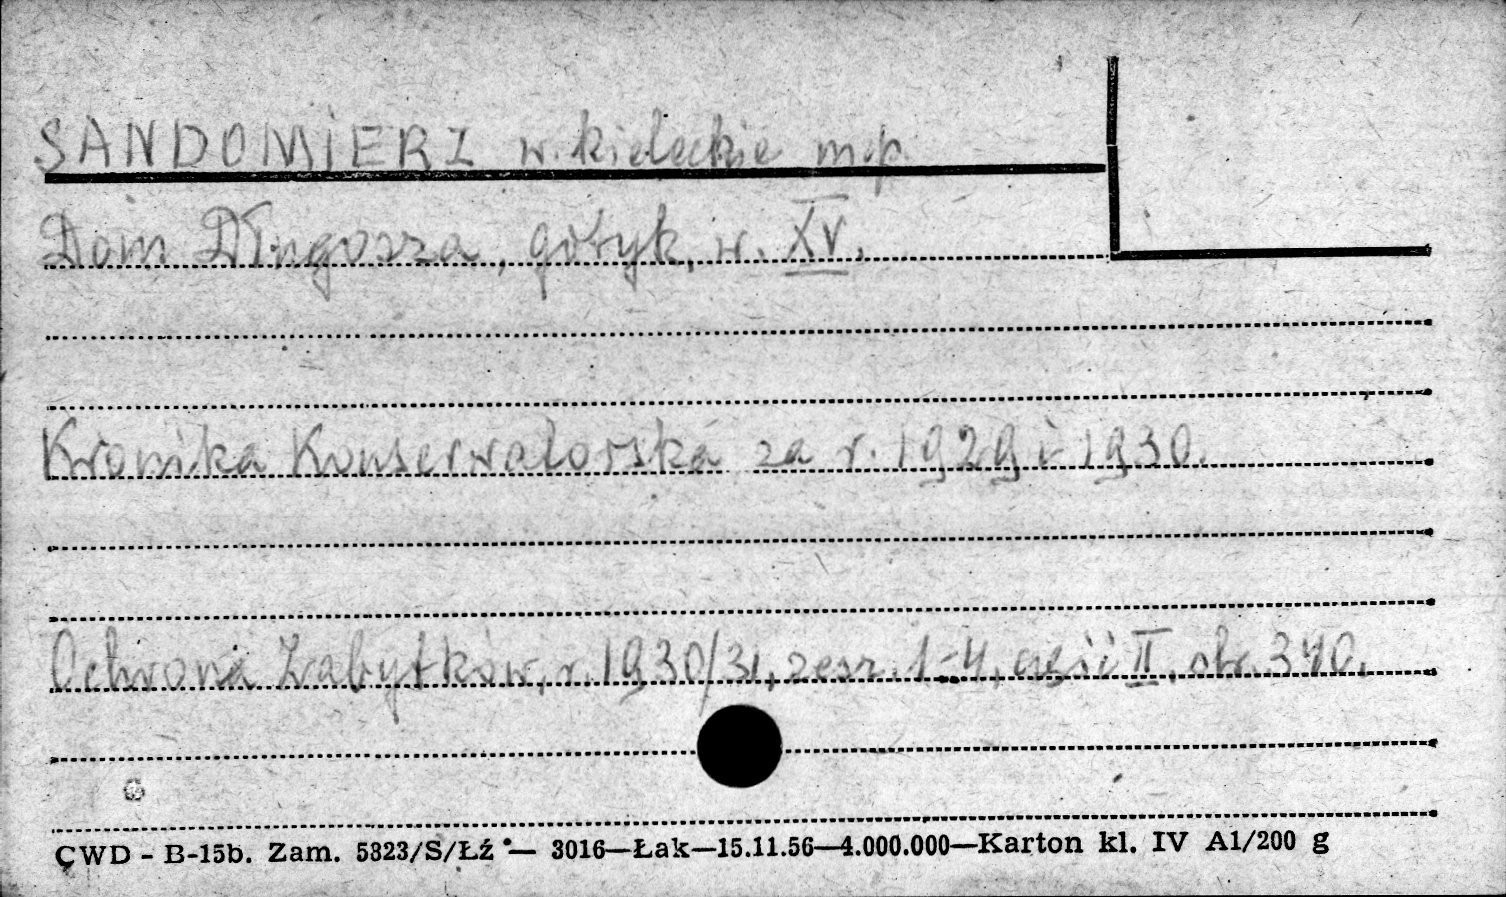 SANDOMIERZ w. kieleckie m.p.
Dom Długosza, gotyk, w. XV.
Kronika Konserwatorska za r. 1929 i 1930.
Ochrona Zabytków, r. 1930/31, zesz. 1-4, część II, str. 340.
CWD - B-15b. Zam. 5823/S/Łź — 3016—Łak—15.11.56—4.000.000—Karton kl. IV A1/200 g